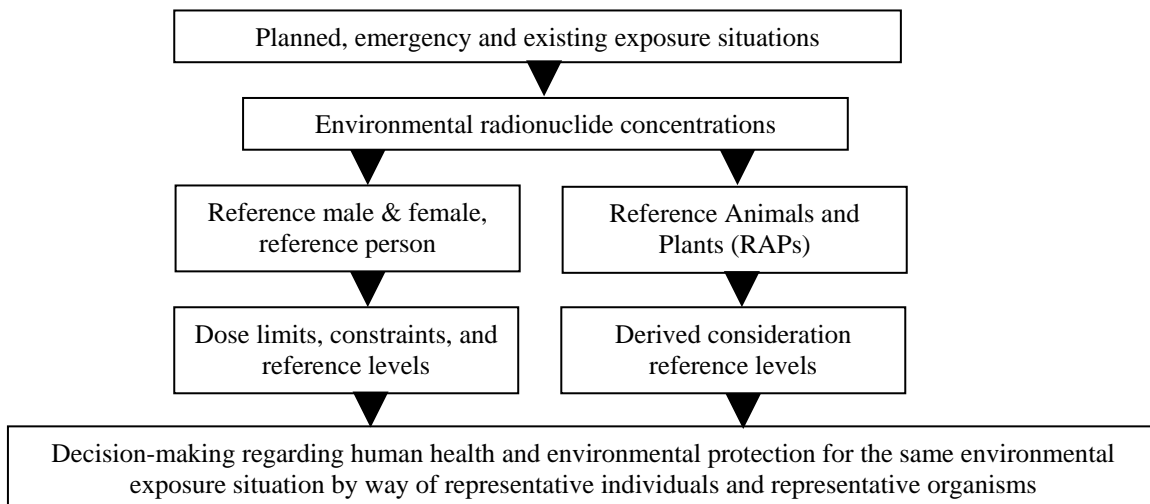 Planned, emergency and existing exposure situations
Environmental radionuclide concentrations
Reference male & female,
reference person
Reference Animals and
Plants (RAPs)
Dose limits, constraints, and
reference levels
Derived consideration
reference levels
Decision-making regarding human health and environmental protection for the same environmental
exposure situation by way of representative individuals and representative organisms